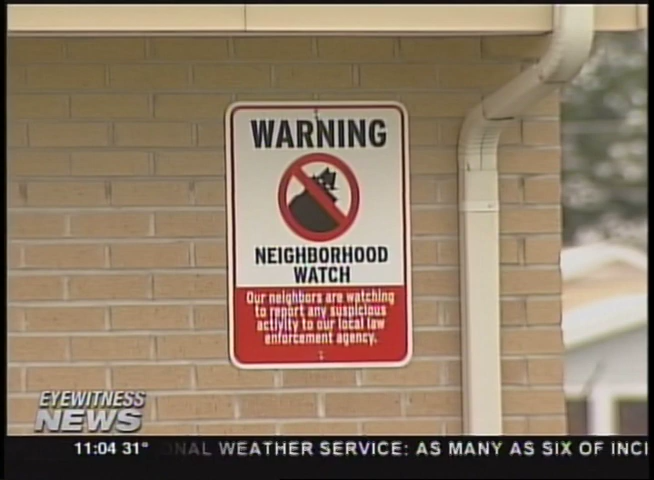 WARNING
NEIGHBORHOOD
WATCH
Our neighbors are watching
to report any suspicious
activity to our local law
enforcement agency.
EYEWITNESS
NEWS
11:04 31° NAL WEATHER SERVICE: AS MANY AS SIX OF INCH